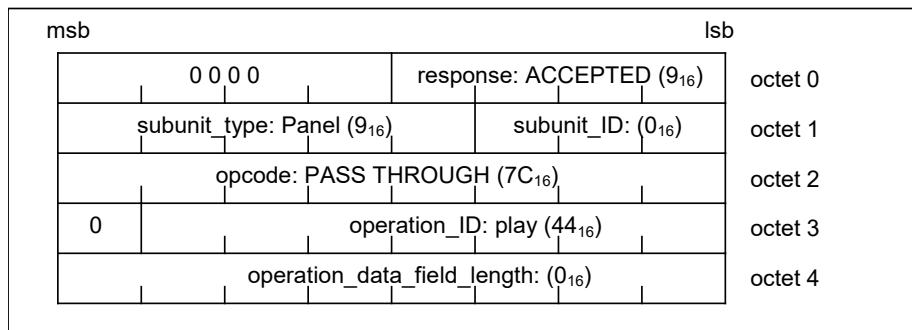 msb lsb
0 0 0 0 response: ACCEPTED (9₁₆) octet 0
subunit_type: Panel (9₁₆) subunit_ID: (0₁₆) octet 1
opcode: PASS THROUGH (7C₁₆) octet 2
0 operation_ID: play (44₁₆) octet 3
operation_data_field_length: (0₁₆) octet 4